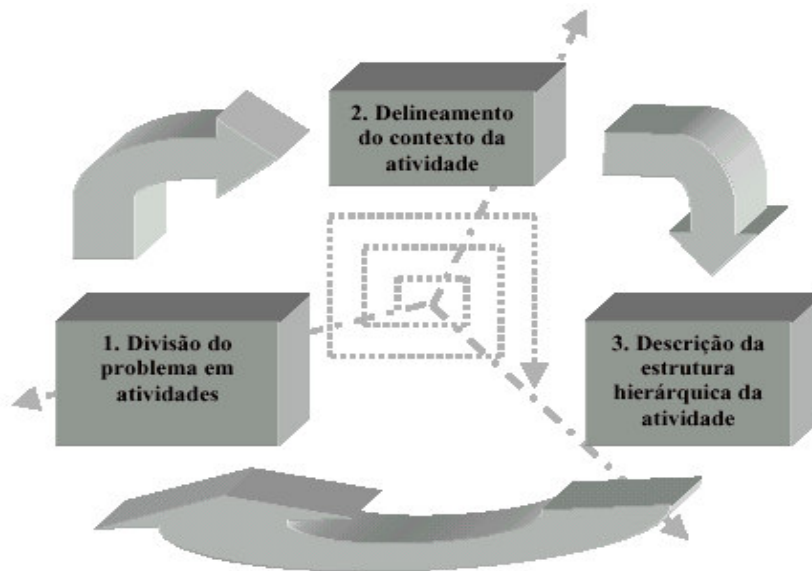 1. Divisão do
problema em
atividades
2. Delineamento
do contexto da
atividade
3. Descrição da
estrutura
hierárquica da
atividade